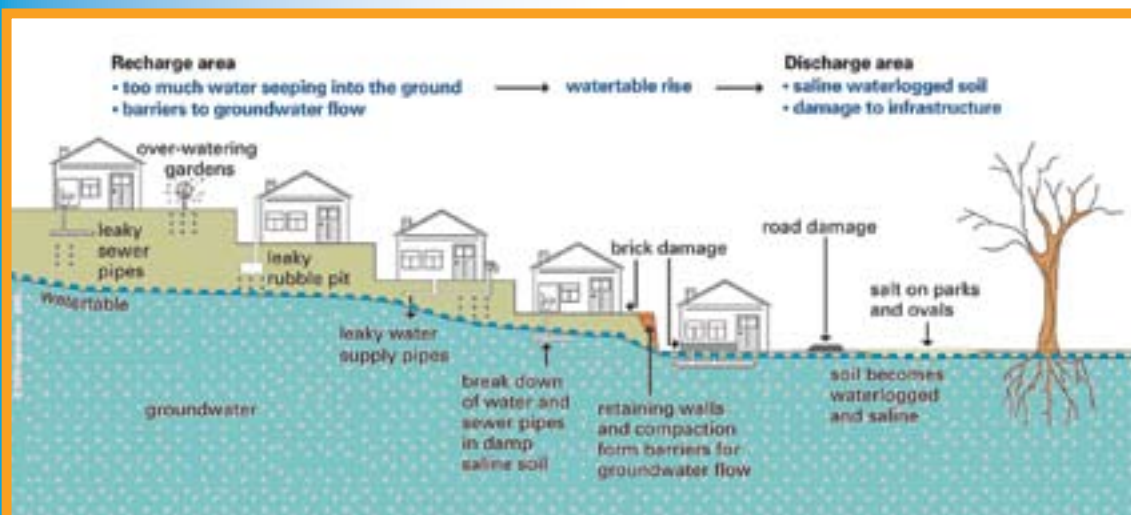 Recharge area
• too much water seeping into the ground
• barriers to groundwater flow
watertable rise
Discharge area
• saline waterlogged soil
• damage to infrastructure
over-watering
gardens
leaky
sewer
pipes
leaky
rubble pit
watertable
leaky water
supply pipes
groundwater
break down
of water and
sewer pipes
in damp
saline soil
brick damage
retaining walls
and compaction
form barriers for
groundwater flow
road damage
salt on parks
and ovals
soil becomes
waterlogged
and saline